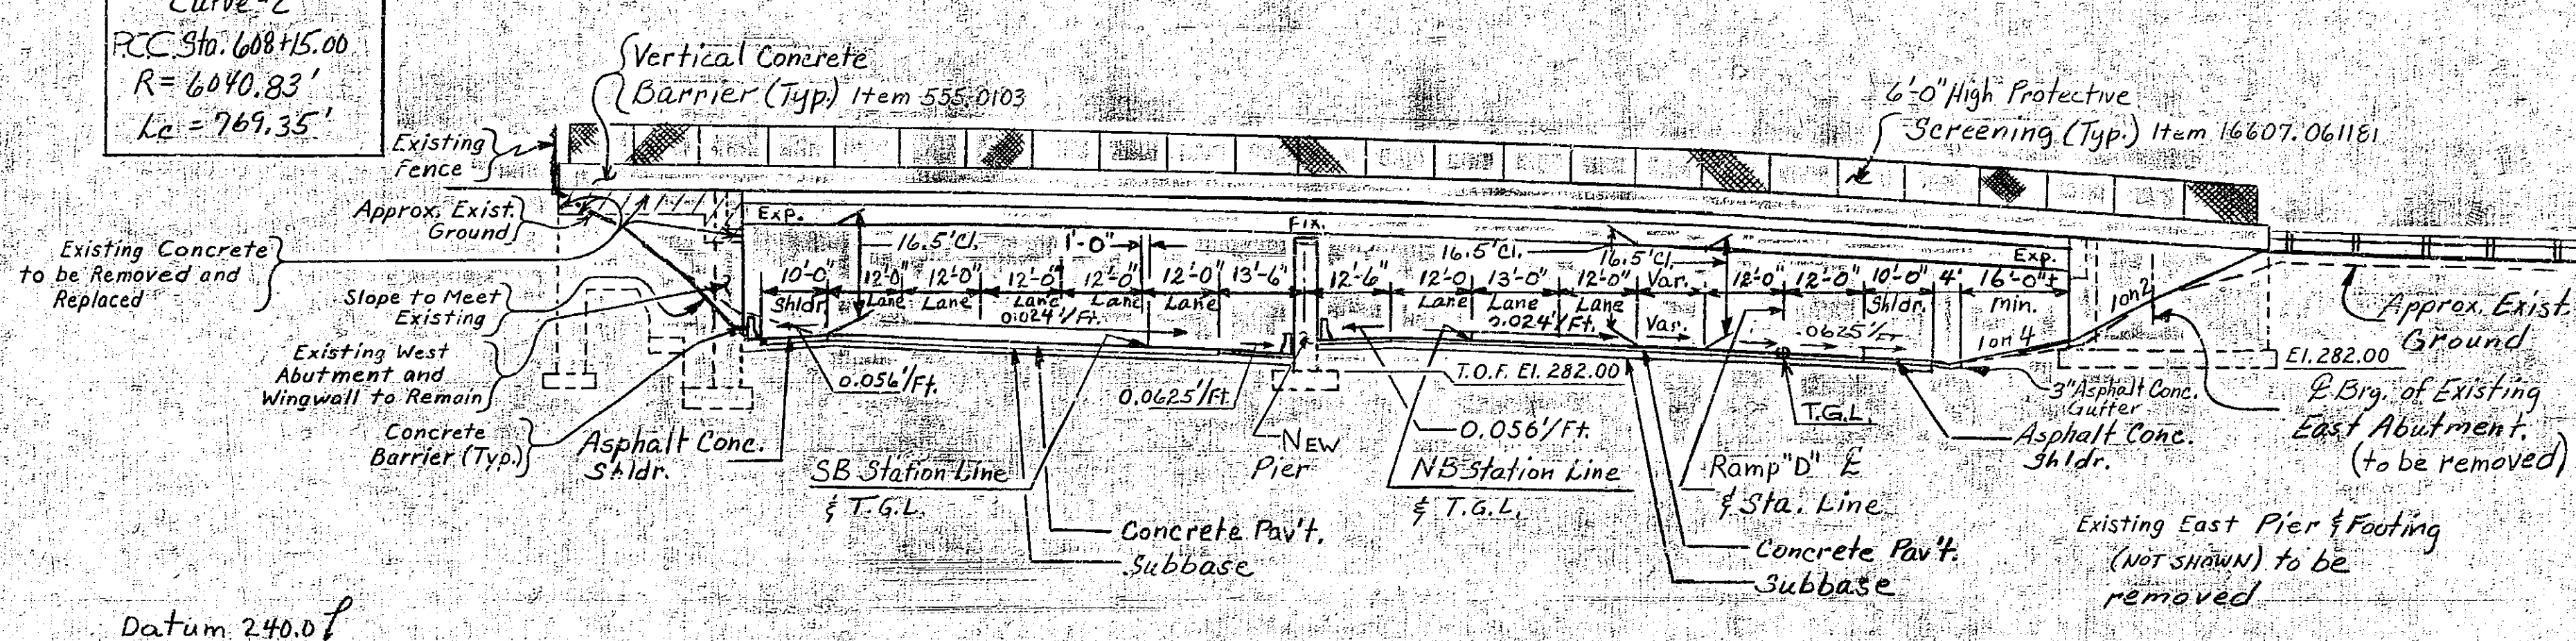 Curve-2
P.C.C. Sta. 608+15.00
R = 6040.83'
Lc = 769.35'
Vertical Concrete
Barrier (Typ.) Item 555.0103
6'-0" High Protective
Screening (Typ.) Item 16607.061181
Existing
Fence
Approx. Exist.
Ground
Existing Concrete
to be Removed and
Replaced
Slope to Meet
Existing
Existing West
Abutment and
Wingwall to Remain
Concrete
Barrier (Typ.)
Exp.
16.5' Cl.
1'-0"
Fix.
16.5' Cl.
16.5' Cl.
Exp.
10'-0" 12'-0" 12'-0" 12'-0" 12'-0" 12'-0" 13'-6" 12'-6" 12'-0 13'-0" 12'-0" Var. 12'-0" 12'-0" 10'-0" 4' 16'-0"±
Shldr. Lane Lane Lane Lane Lane Lane Lane Lane Shldr. min.
0.024'/Ft.
0.024'/Ft.
Var.
.0625'/Ft.
1 on 4
1 on 2
0.056'/Ft.
0.0625'/Ft.
T.O.F. El. 282.00
El. 282.00
Approx. Exist.
Ground
3" Asphalt Conc.
Gutter
T.G.L.
℄ Brg. of Existing
East Abutment.
(to be removed)
Asphalt Conc.
Shldr.
SB Station Line
& T.G.L.
New
Pier
0.056'/Ft.
NB Station Line
& T.G.L.
Ramp "D" ℄
& Sta. Line
Asphalt Conc.
Shldr.
Concrete Pav't.
Subbase
Concrete Pav't.
Subbase
Existing East Pier & Footing
(NOT SHOWN) to be
removed
Datum 240.0